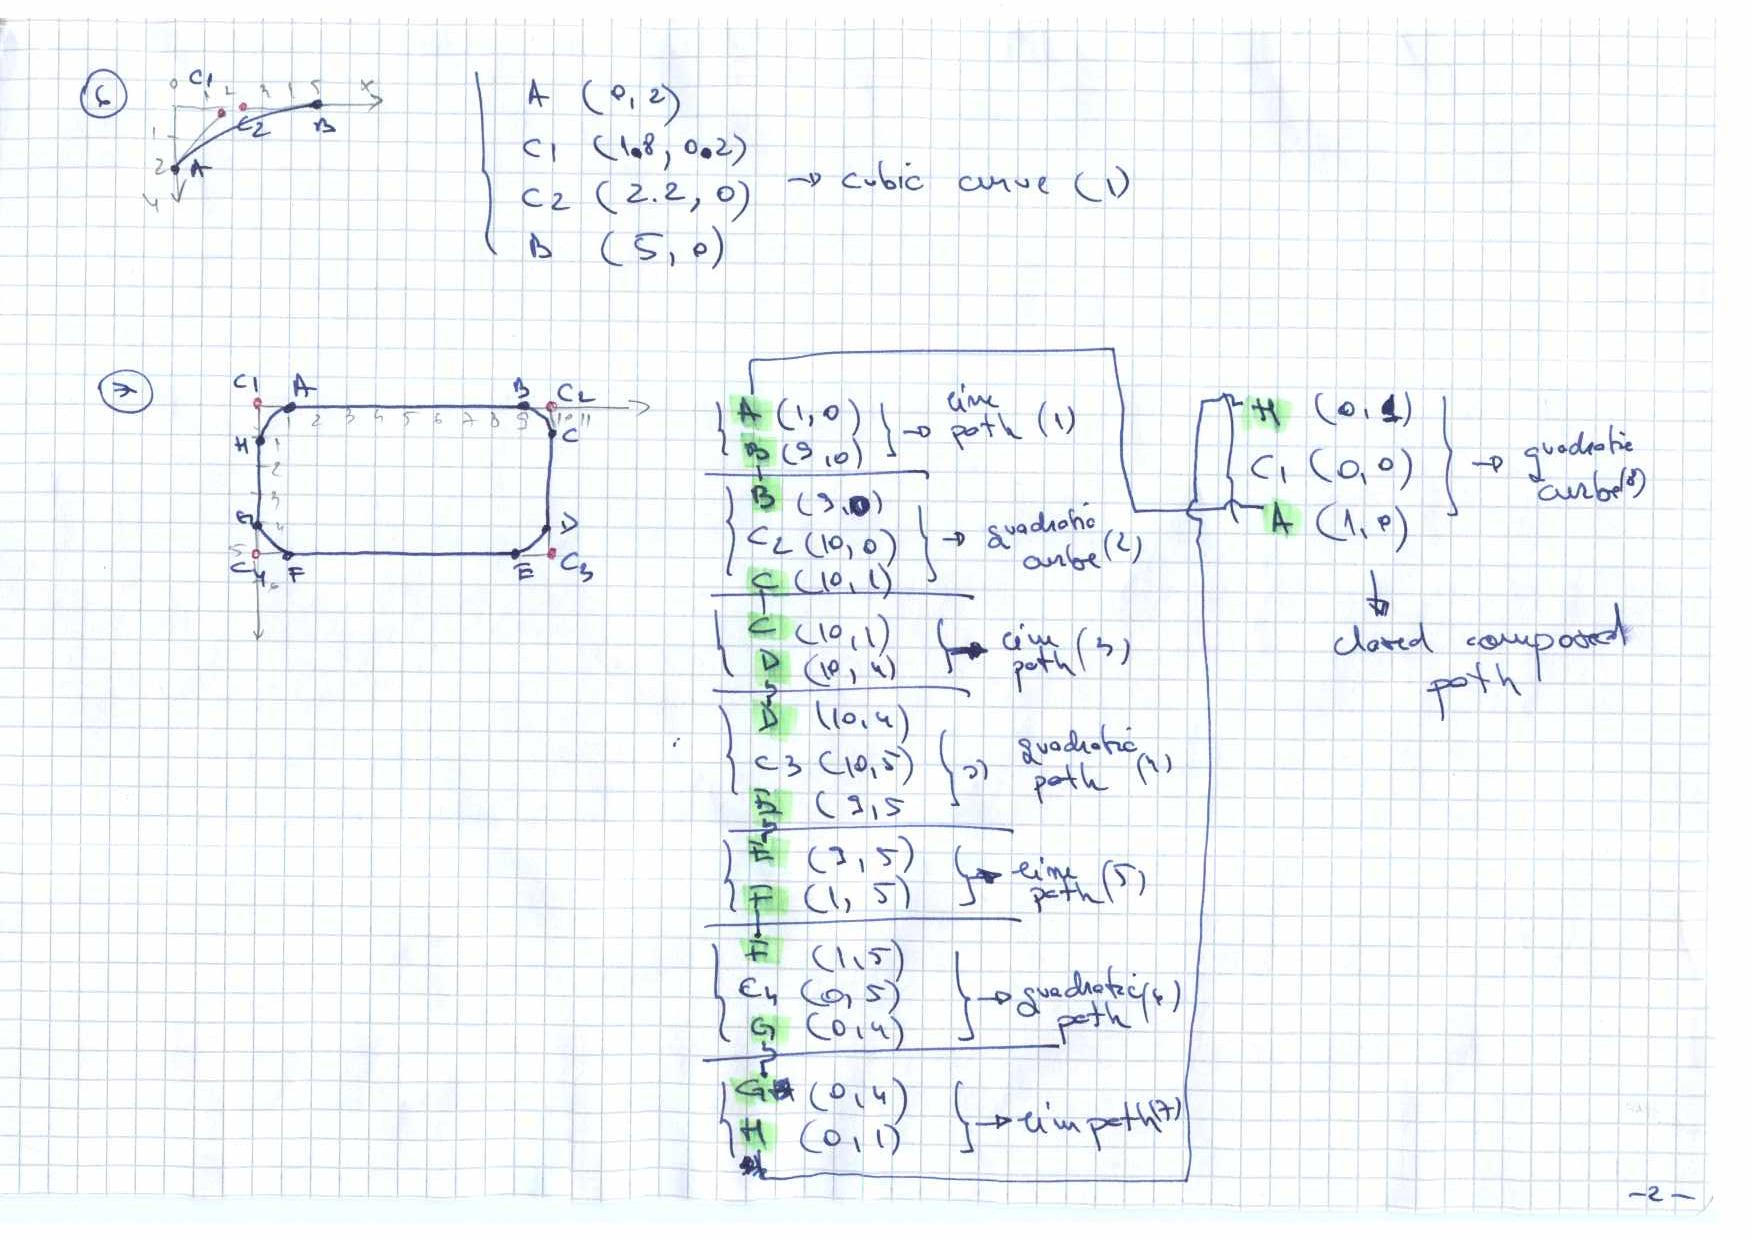 6
0 C1 2 3 4 5 x
C2 B
1
2 A
y
A (0, 2)
C1 (1.8, 0.2)
C2 (2.2, 0) → cubic curve (1)
B (5, 0)
7
C1 A B C2
1 2 3 4 5 6 7 8 9 10 11
H 1 C
2
3
G 4 D
5
C4 F E C3
6
A (1, 0)
B (9, 0) → line path (1)
B (9, 0)
C2 (10, 0) → quadratic curbe (2)
C (10, 1)
C (10, 1)
D (10, 4) → line path (3)
D (10, 4)
C3 (10, 5) → quadratic path (4)
E (9, 5
E (9, 5)
F (1, 5) → line path (5)
F (1, 5)
C4 (0, 5) → quadratic path (6)
G (0, 4)
G (0, 4)
H (0, 1) → line path (7)
H (0, 1)
C1 (0, 0) → quadratic curbe (8)
A (1, 0)
closed composed
path
-2-